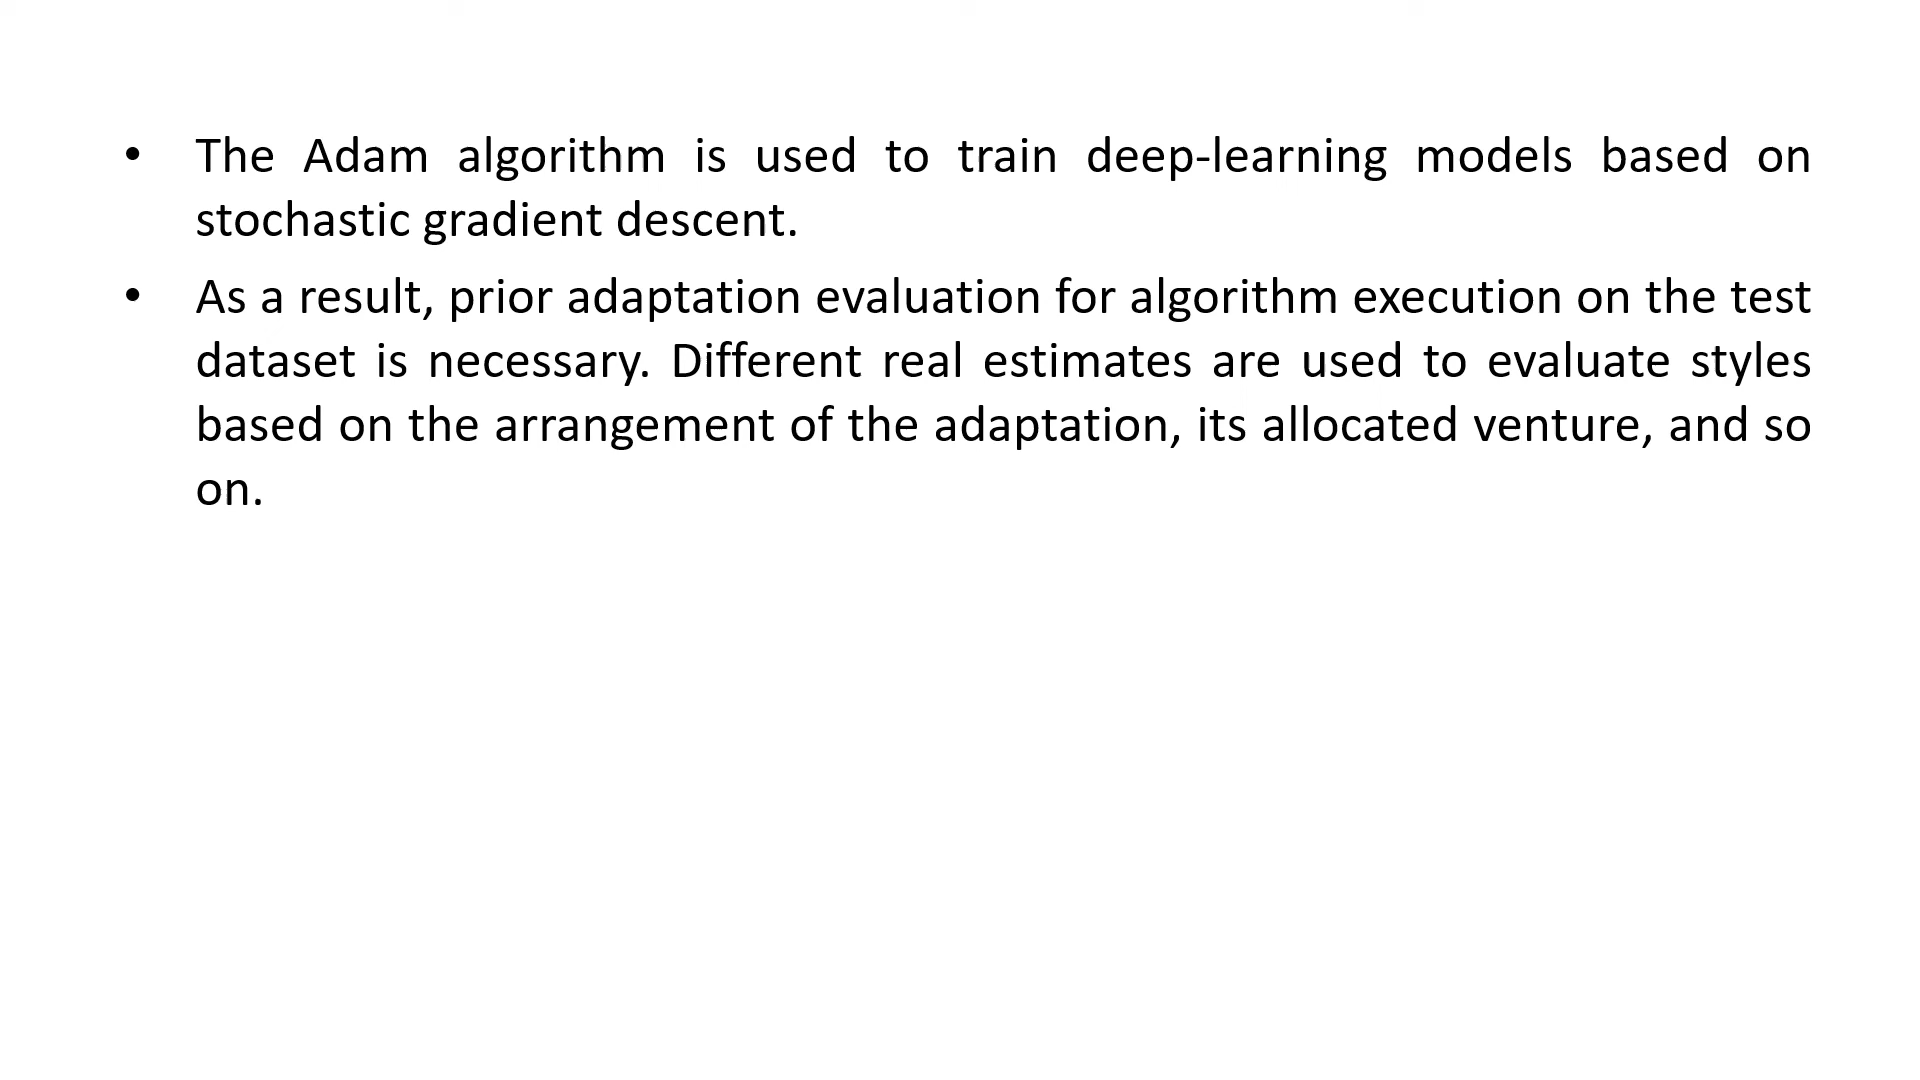 • The Adam algorithm is used to train deep-learning models based on
stochastic gradient descent.
• As a result, prior adaptation evaluation for algorithm execution on the test
dataset is necessary. Different real estimates are used to evaluate styles
based on the arrangement of the adaptation, its allocated venture, and so
on.